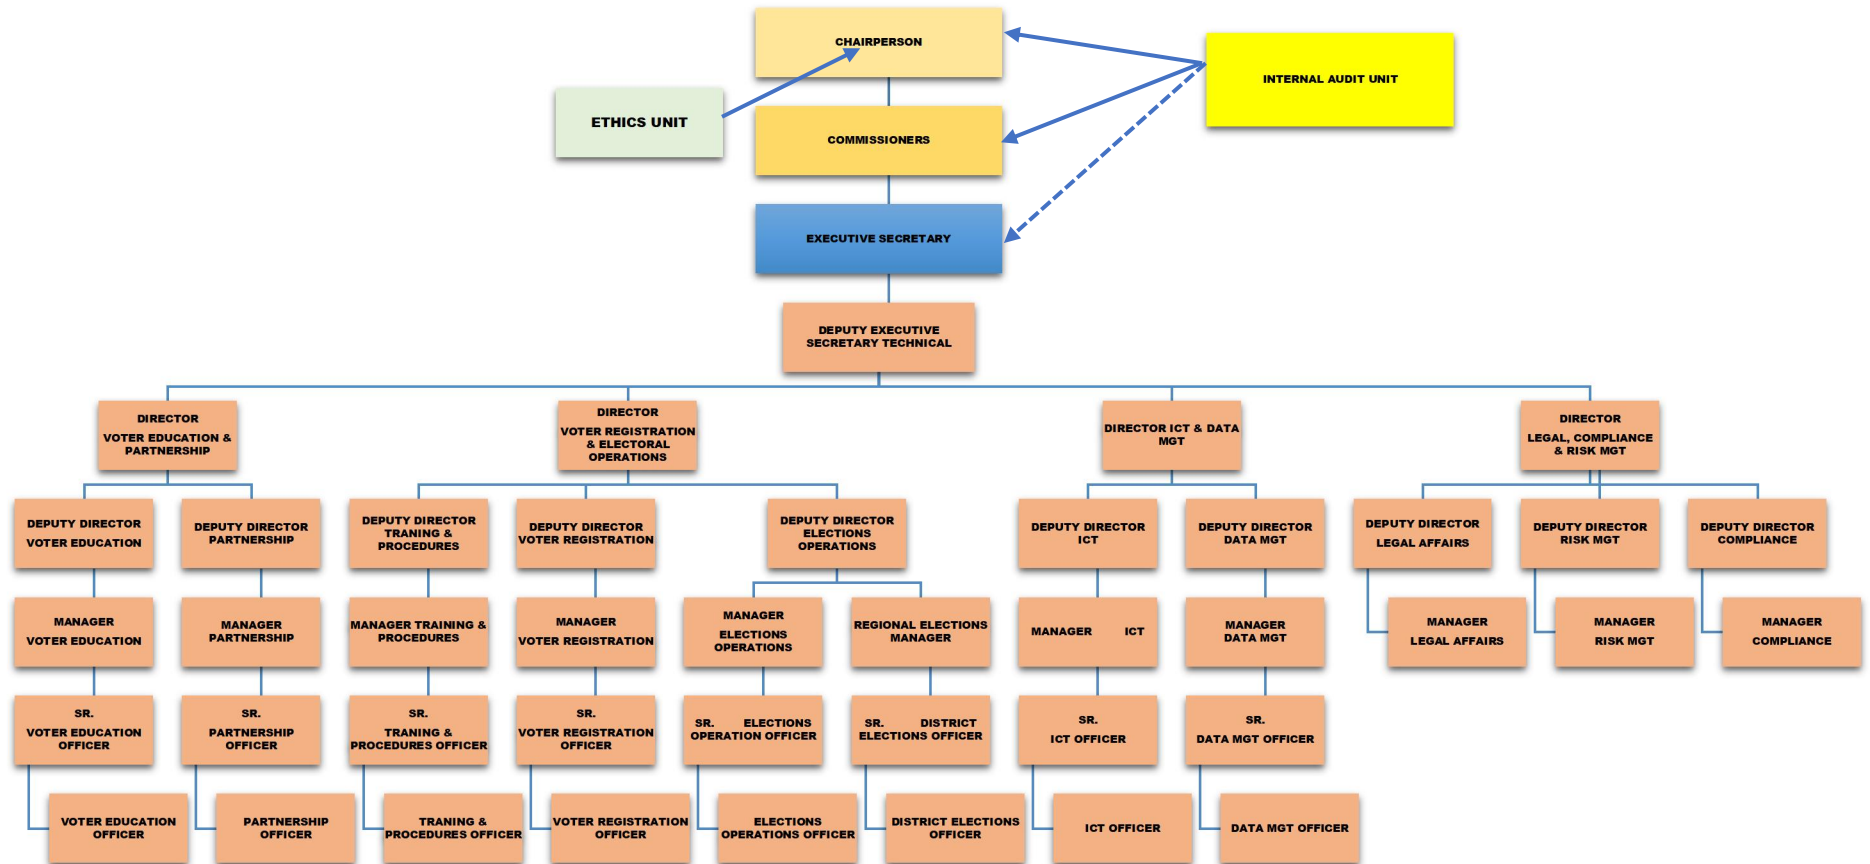 CHAIRPERSON
INTERNAL AUDIT UNIT
ETHICS UNIT
COMMISSIONERS
EXECUTIVE SECRETARY
DEPUTY EXECUTIVE
SECRETARY TECHNICAL
DIRECTOR
VOTER EDUCATION &
PARTNERSHIP
DIRECTOR
VOTER REGISTRATION
& ELECTORAL
OPERATIONS
DIRECTOR ICT & DATA
MGT
DIRECTOR
LEGAL, COMPLIANCE
& RISK MGT
DEPUTY DIRECTOR
VOTER EDUCATION
DEPUTY DIRECTOR
PARTNERSHIP
DEPUTY DIRECTOR
TRANING &
PROCEDURES
DEPUTY DIRECTOR
VOTER REGISTRATION
DEPUTY DIRECTOR
ELECTIONS
OPERATIONS
DEPUTY DIRECTOR
ICT
DEPUTY DIRECTOR
DATA MGT
DEPUTY DIRECTOR
LEGAL AFFAIRS
DEPUTY DIRECTOR
RISK MGT
DEPUTY DIRECTOR
COMPLIANCE
MANAGER
VOTER EDUCATION
MANAGER
PARTNERSHIP
MANAGER TRAINING &
PROCEDURES
MANAGER
VOTER REGISTRATION
MANAGER
ELECTIONS
OPERATIONS
REGIONAL ELECTIONS
MANAGER
MANAGER ICT
MANAGER
DATA MGT
MANAGER
LEGAL AFFAIRS
MANAGER
RISK MGT
MANAGER
COMPLIANCE
SR.
VOTER EDUCATION
OFFICER
SR.
PARTNERSHIP
OFFICER
SR.
TRANING &
PROCEDURES OFFICER
SR.
VOTER REGISTRATION
OFFICER
SR. ELECTIONS
OPERATION OFFICER
SR. DISTRICT
ELECTIONS OFFICER
SR.
ICT OFFICER
SR.
DATA MGT OFFICER
VOTER EDUCATION
OFFICER
PARTNERSHIP
OFFICER
TRANING &
PROCEDURES OFFICER
VOTER REGISTRATION
OFFICER
ELECTIONS
OPERATIONS OFFICER
DISTRICT ELECTIONS
OFFICER
ICT OFFICER
DATA MGT OFFICER